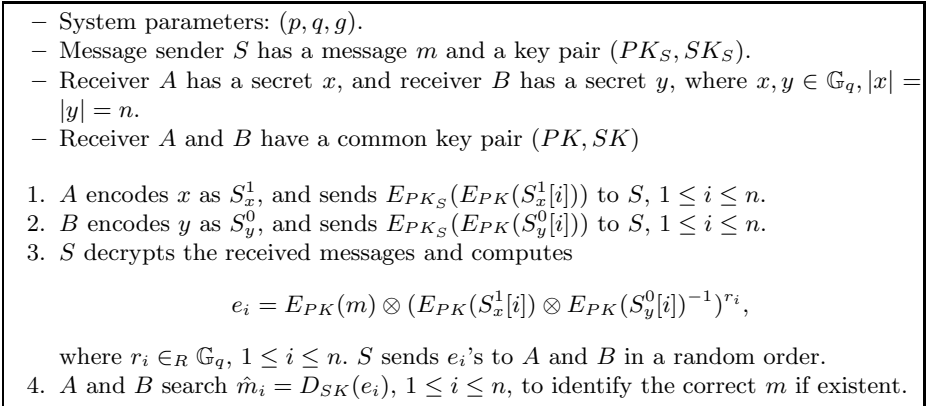 – System parameters: (p, q, g).
– Message sender S has a message m and a key pair (PK_S, SK_S).
– Receiver A has a secret x, and receiver B has a secret y, where x, y ∈ 𝔾_q, |x| =
|y| = n.
– Receiver A and B have a common key pair (PK, SK)
1. A encodes x as S_x^1, and sends E_{PK_S}(E_{PK}(S_x^1[i])) to S, 1 ≤ i ≤ n.
2. B encodes y as S_y^0, and sends E_{PK_S}(E_{PK}(S_y^0[i])) to S, 1 ≤ i ≤ n.
3. S decrypts the received messages and computes
e_i = E_{PK}(m) ⊗ (E_{PK}(S_x^1[i]) ⊗ E_{PK}(S_y^0[i])^{-1})^{r_i},
where r_i ∈_R 𝔾_q, 1 ≤ i ≤ n. S sends e_i's to A and B in a random order.
4. A and B search m̂_i = D_{SK}(e_i), 1 ≤ i ≤ n, to identify the correct m if existent.